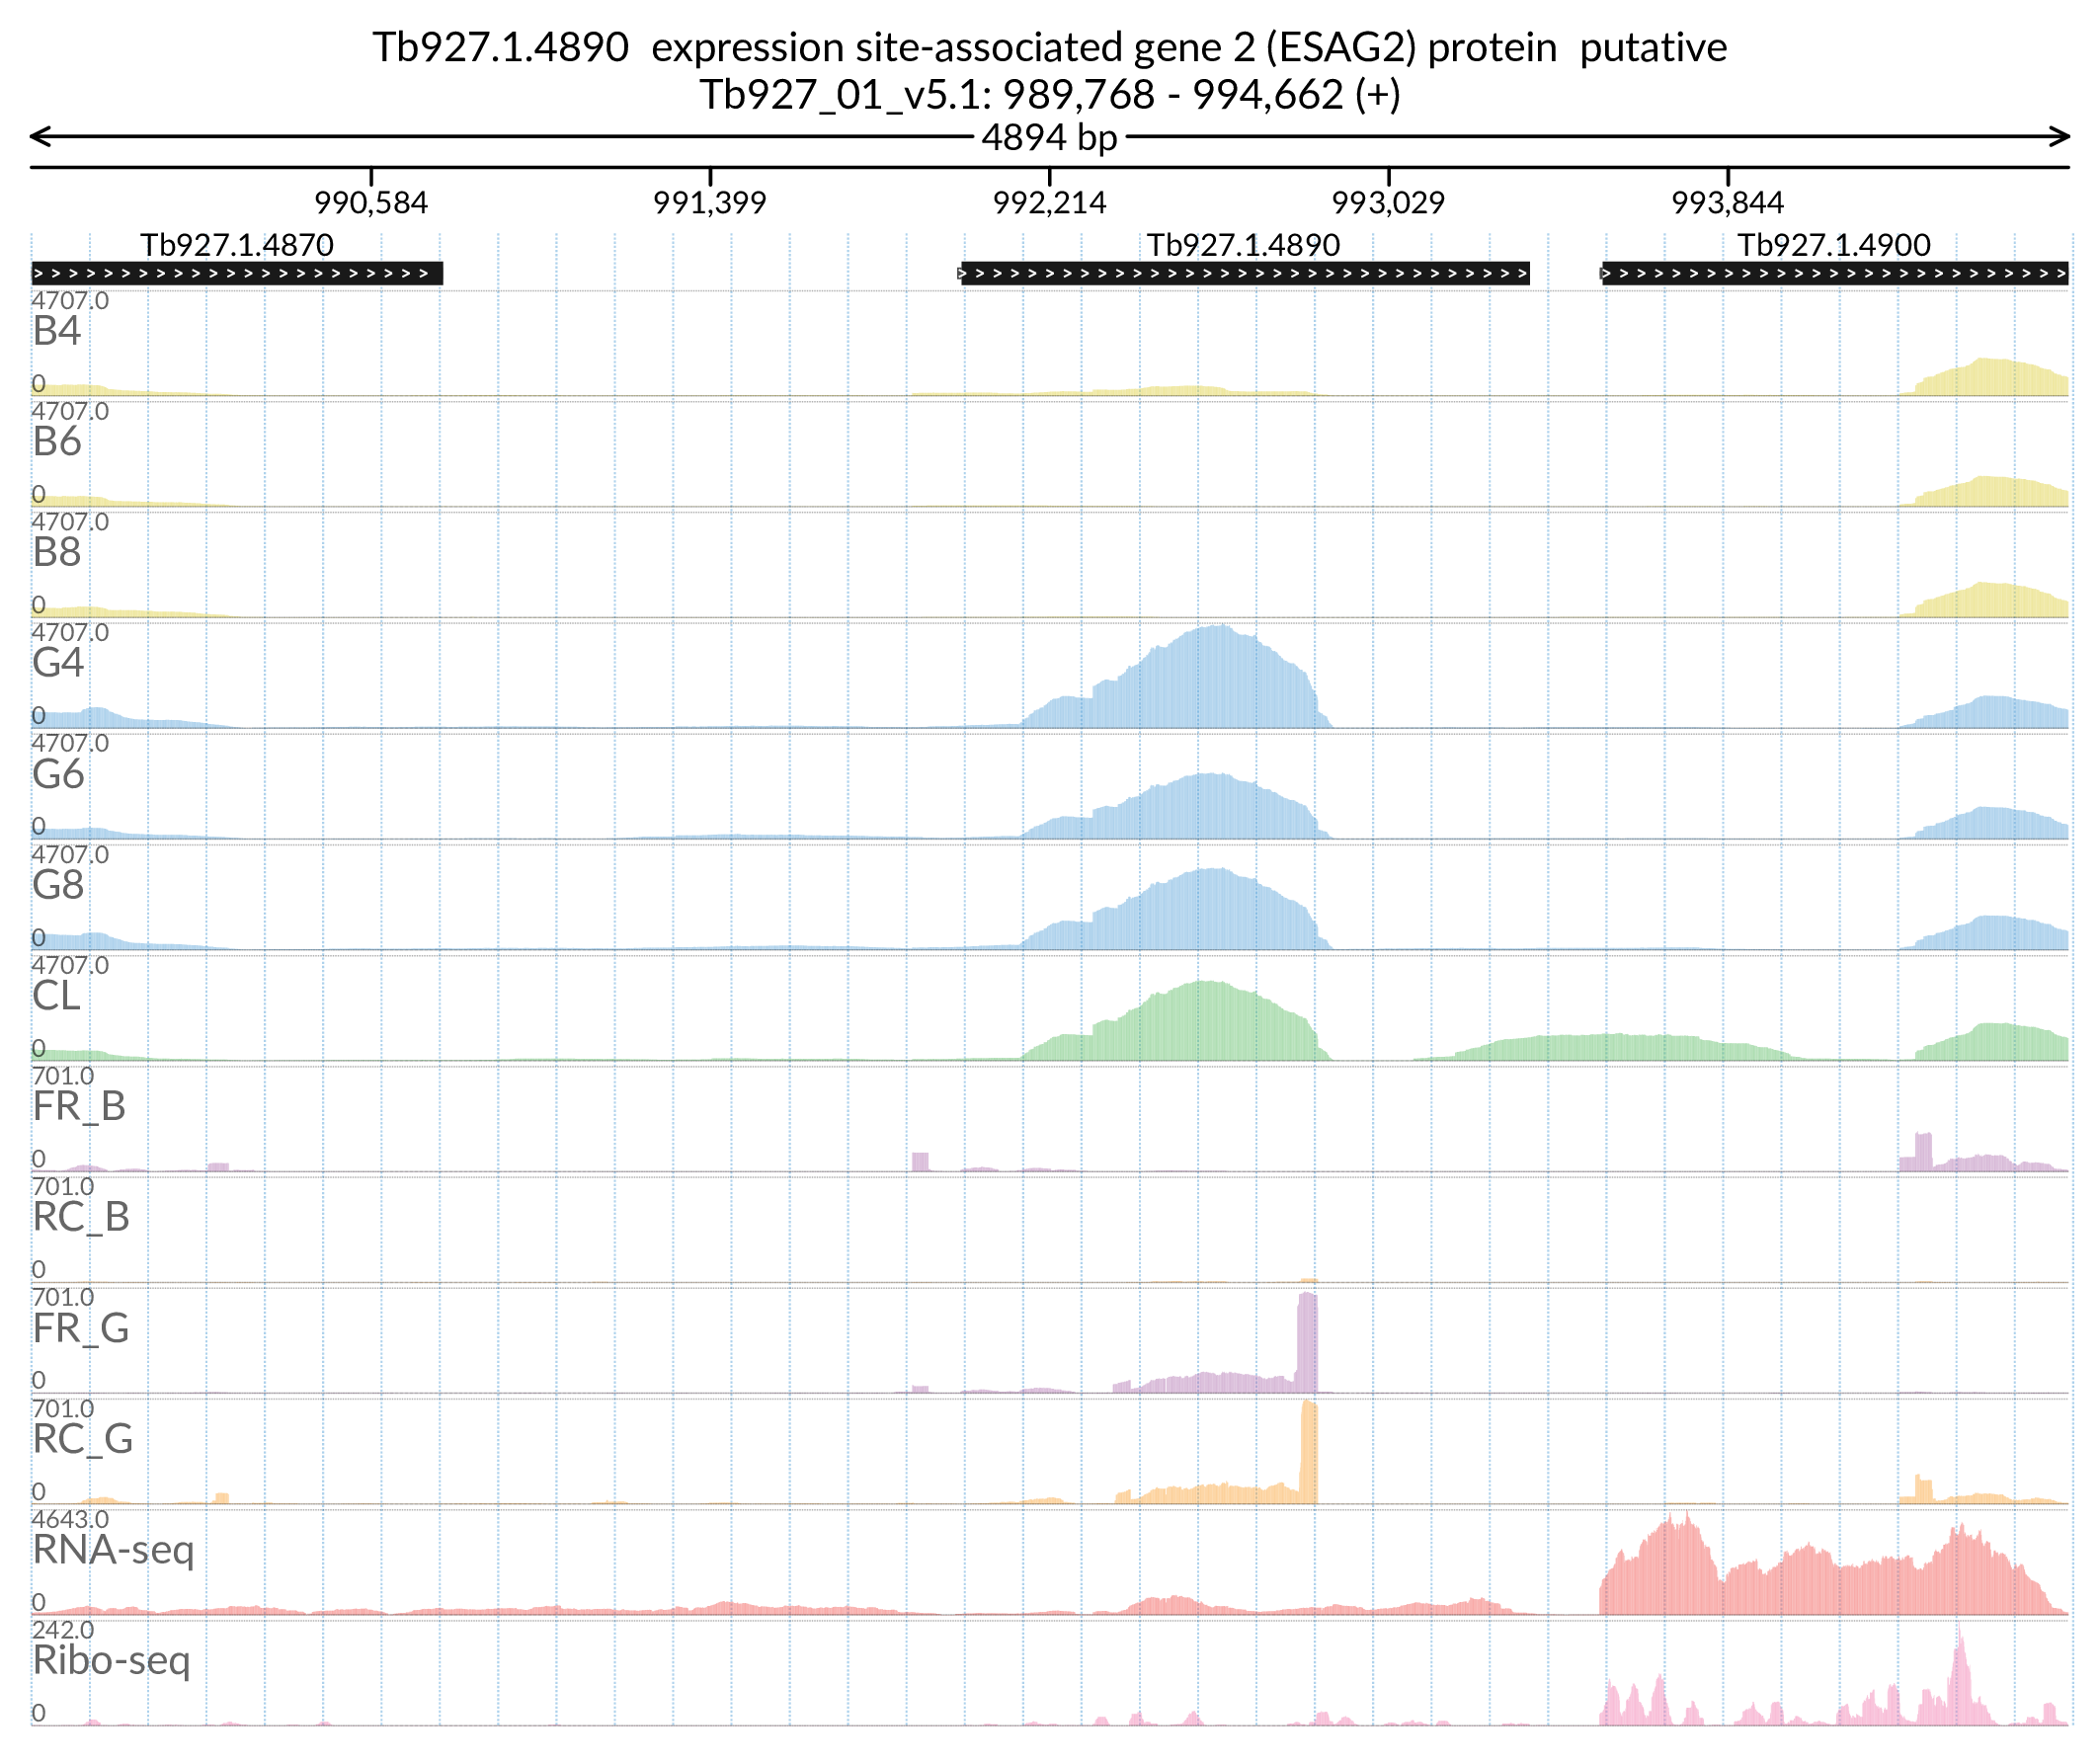 Tb927.1.4890  expression site-associated gene 2 (ESAG2) protein  putative
Tb927_01_v5.1: 989,768 - 994,662 (+)
4894 bp
990,584 991,399 992,214 993,029 993,844
Tb927.1.4870 Tb927.1.4890 Tb927.1.4900
4707.0
B4
0
4707.0
B6
0
4707.0
B8
0
4707.0
G4
0
4707.0
G6
0
4707.0
G8
0
4707.0
CL
0
701.0
FR_B
0
701.0
RC_B
0
701.0
FR_G
0
701.0
RC_G
0
4643.0
RNA-seq
0
242.0
Ribo-seq
0